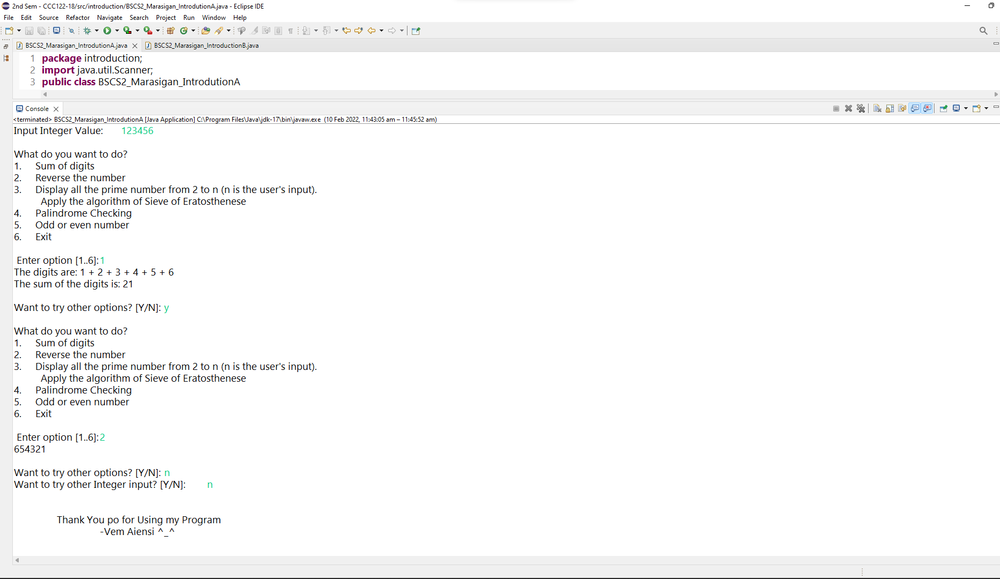 2nd Sem - CCC122-18/src/introduction/BSCS2_Marasigan_IntrodutionA.java - Eclipse IDE
File Edit Source Refactor Navigate Search Project Run Window Help
BSCS2_Marasigan_IntrodutionA.java BSCS2_Marasigan_IntroductionB.java
1 package introduction;
2 import java.util.Scanner;
3 public class BSCS2_Marasigan_IntrodutionA
Console
<terminated> BSCS2_Marasigan_IntrodutionA [Java Application] C:\Program Files\Java\jdk-17\bin\javaw.exe (10 Feb 2022, 11:43:05 am – 11:45:52 am)
Input Integer Value: 123456
What do you want to do?
1. Sum of digits
2. Reverse the number
3. Display all the prime number from 2 to n (n is the user's input).
Apply the algorithm of Sieve of Eratosthenese
4. Palindrome Checking
5. Odd or even number
6. Exit
Enter option [1..6]:1
The digits are: 1 + 2 + 3 + 4 + 5 + 6
The sum of the digits is: 21
Want to try other options? [Y/N]: y
What do you want to do?
1. Sum of digits
2. Reverse the number
3. Display all the prime number from 2 to n (n is the user's input).
Apply the algorithm of Sieve of Eratosthenese
4. Palindrome Checking
5. Odd or even number
6. Exit
Enter option [1..6]:2
654321
Want to try other options? [Y/N]: n
Want to try other Integer input? [Y/N]: n
Thank You po for Using my Program
-Vem Aiensi ^_^